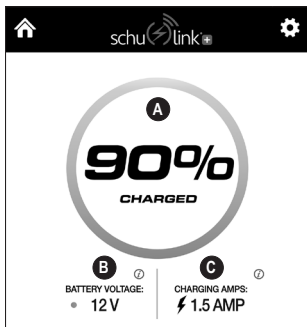 schu link +
A
90%
CHARGED
B i C i
BATTERY VOLTAGE: CHARGING AMPS:
12 V 1.5 AMP